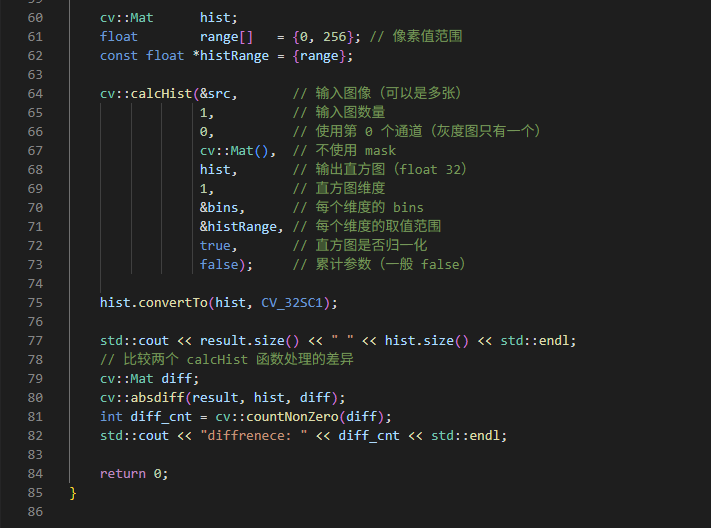 60 cv::Mat hist;
61 float range[] = {0, 256}; // 像素值范围
62 const float *histRange = {range};
63
64 cv::calcHist(&src, // 输入图像（可以是多张）
65 1, // 输入图数量
66 0, // 使用第 0 个通道（灰度图只有一个）
67 cv::Mat(), // 不使用 mask
68 hist, // 输出直方图（float 32）
69 1, // 直方图维度
70 &bins, // 每个维度的 bins
71 &histRange, // 每个维度的取值范围
72 true, // 直方图是否归一化
73 false); // 累计参数（一般 false）
74
75 hist.convertTo(hist, CV_32SC1);
76
77 std::cout << result.size() << " " << hist.size() << std::endl;
78 // 比较两个 calcHist 函数处理的差异
79 cv::Mat diff;
80 cv::absdiff(result, hist, diff);
81 int diff_cnt = cv::countNonZero(diff);
82 std::cout << "diffrenece: " << diff_cnt << std::endl;
83
84 return 0;
85 }
86